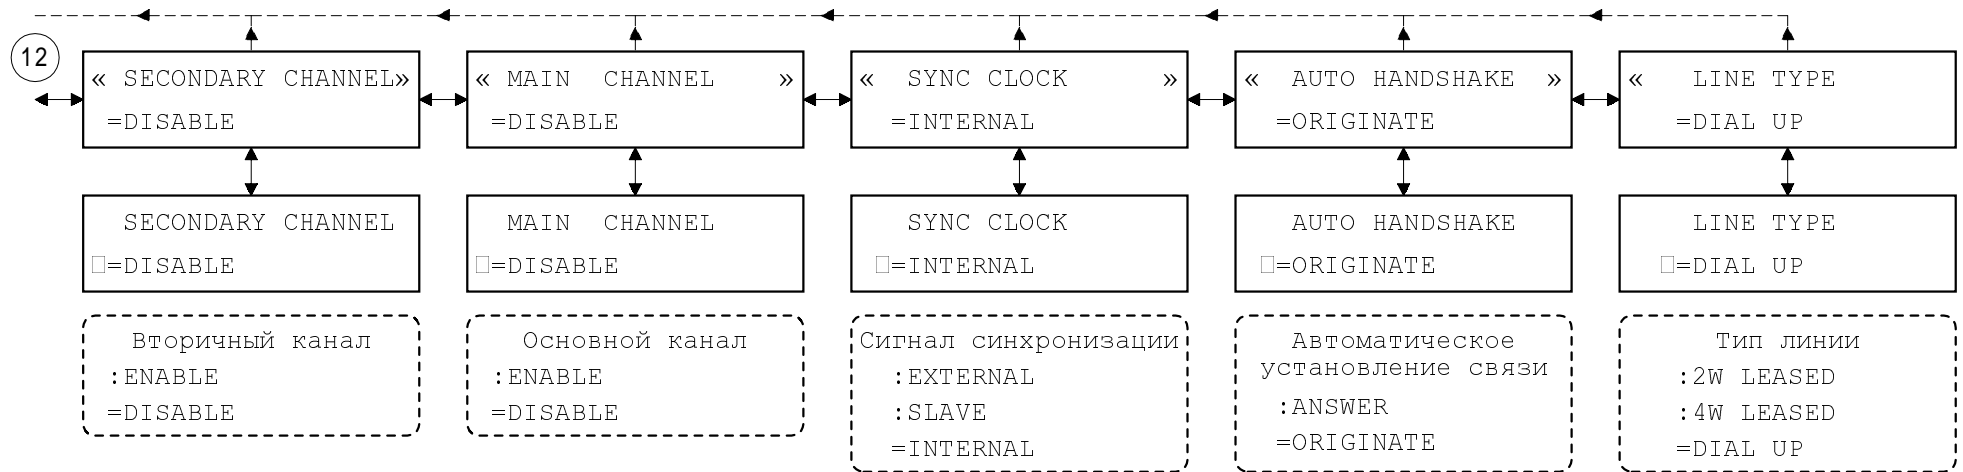 12
« SECONDARY CHANNEL»
=DISABLE
« MAIN CHANNEL »
=DISABLE
« SYNC CLOCK »
=INTERNAL
« AUTO HANDSHAKE »
=ORIGINATE
« LINE TYPE
=DIAL UP
SECONDARY CHANNEL
=DISABLE
MAIN CHANNEL
=DISABLE
SYNC CLOCK
=INTERNAL
AUTO HANDSHAKE
=ORIGINATE
LINE TYPE
=DIAL UP
Вторичный канал
:ENABLE
=DISABLE
Основной канал
:ENABLE
=DISABLE
Сигнал синхронизации
:EXTERNAL
:SLAVE
=INTERNAL
Автоматическое
установление связи
:ANSWER
=ORIGINATE
Тип линии
:2W LEASED
:4W LEASED
=DIAL UP